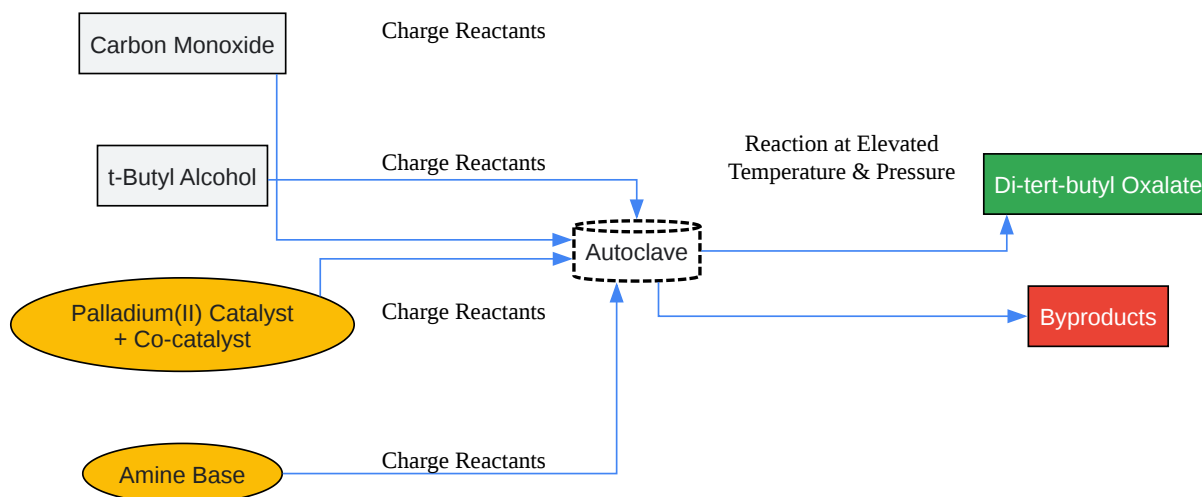 Carbon Monoxide
Charge Reactants
t-Butyl Alcohol
Charge Reactants
Reaction at Elevated
Temperature & Pressure
Di-tert-butyl Oxalate
Autoclave
Palladium(II) Catalyst
+ Co-catalyst
Charge Reactants
Byproducts
Amine Base
Charge Reactants